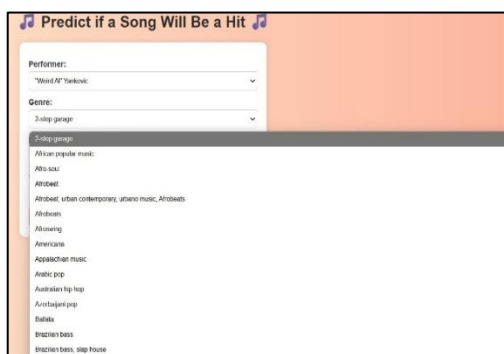 🎵 Predict if a Song Will Be a Hit 🎵
Performer:
"Weird Al" Yankovic
Genre:
2-step garage
2-step garage
African popular music
Afro-soul
Afrobeat
Afrobeat, urban contemporary, urbano music, Afrobeats
Afrobeats
Afroswing
Americana
Appalachian music
Arabic pop
Australian hip hop
Azerbaijani pop
Ballata
Brazilian bass
Brazilian bass, slap house